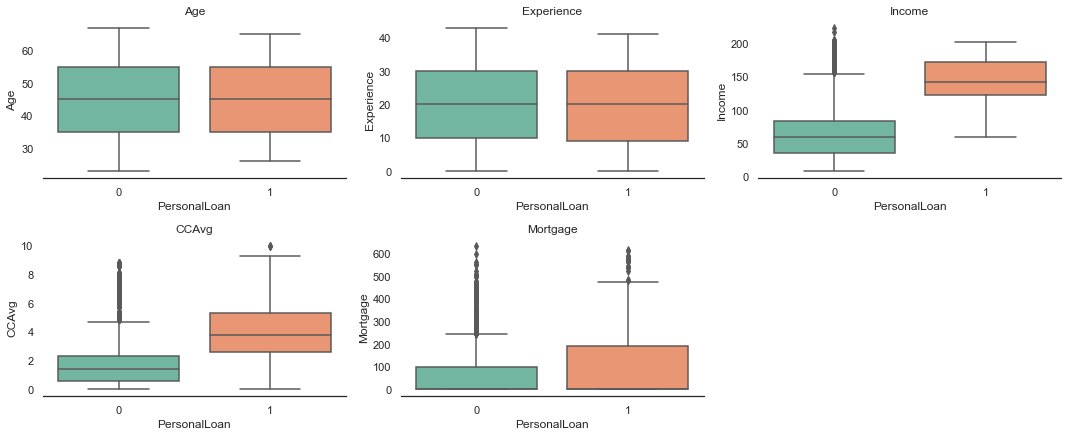 Age
Age
60
50
40
30
0
1
PersonalLoan
Experience
Experience
40
30
20
10
0
0
1
PersonalLoan
Income
Income
200
150
100
50
0
0
1
PersonalLoan
CCAvg
CCAvg
10
8
6
4
2
0
0
1
PersonalLoan
Mortgage
Mortgage
600
500
400
300
200
100
0
0
1
PersonalLoan